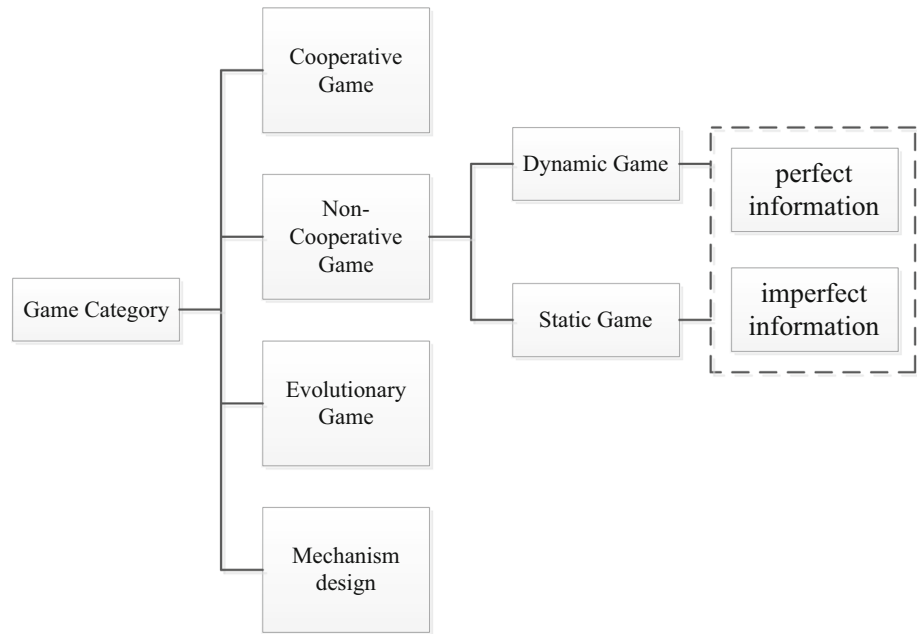 Game Category
Cooperative
Game
Non-
Cooperative
Game
Evolutionary
Game
Mechanism
design
Dynamic Game
Static Game
perfect
information
imperfect
information